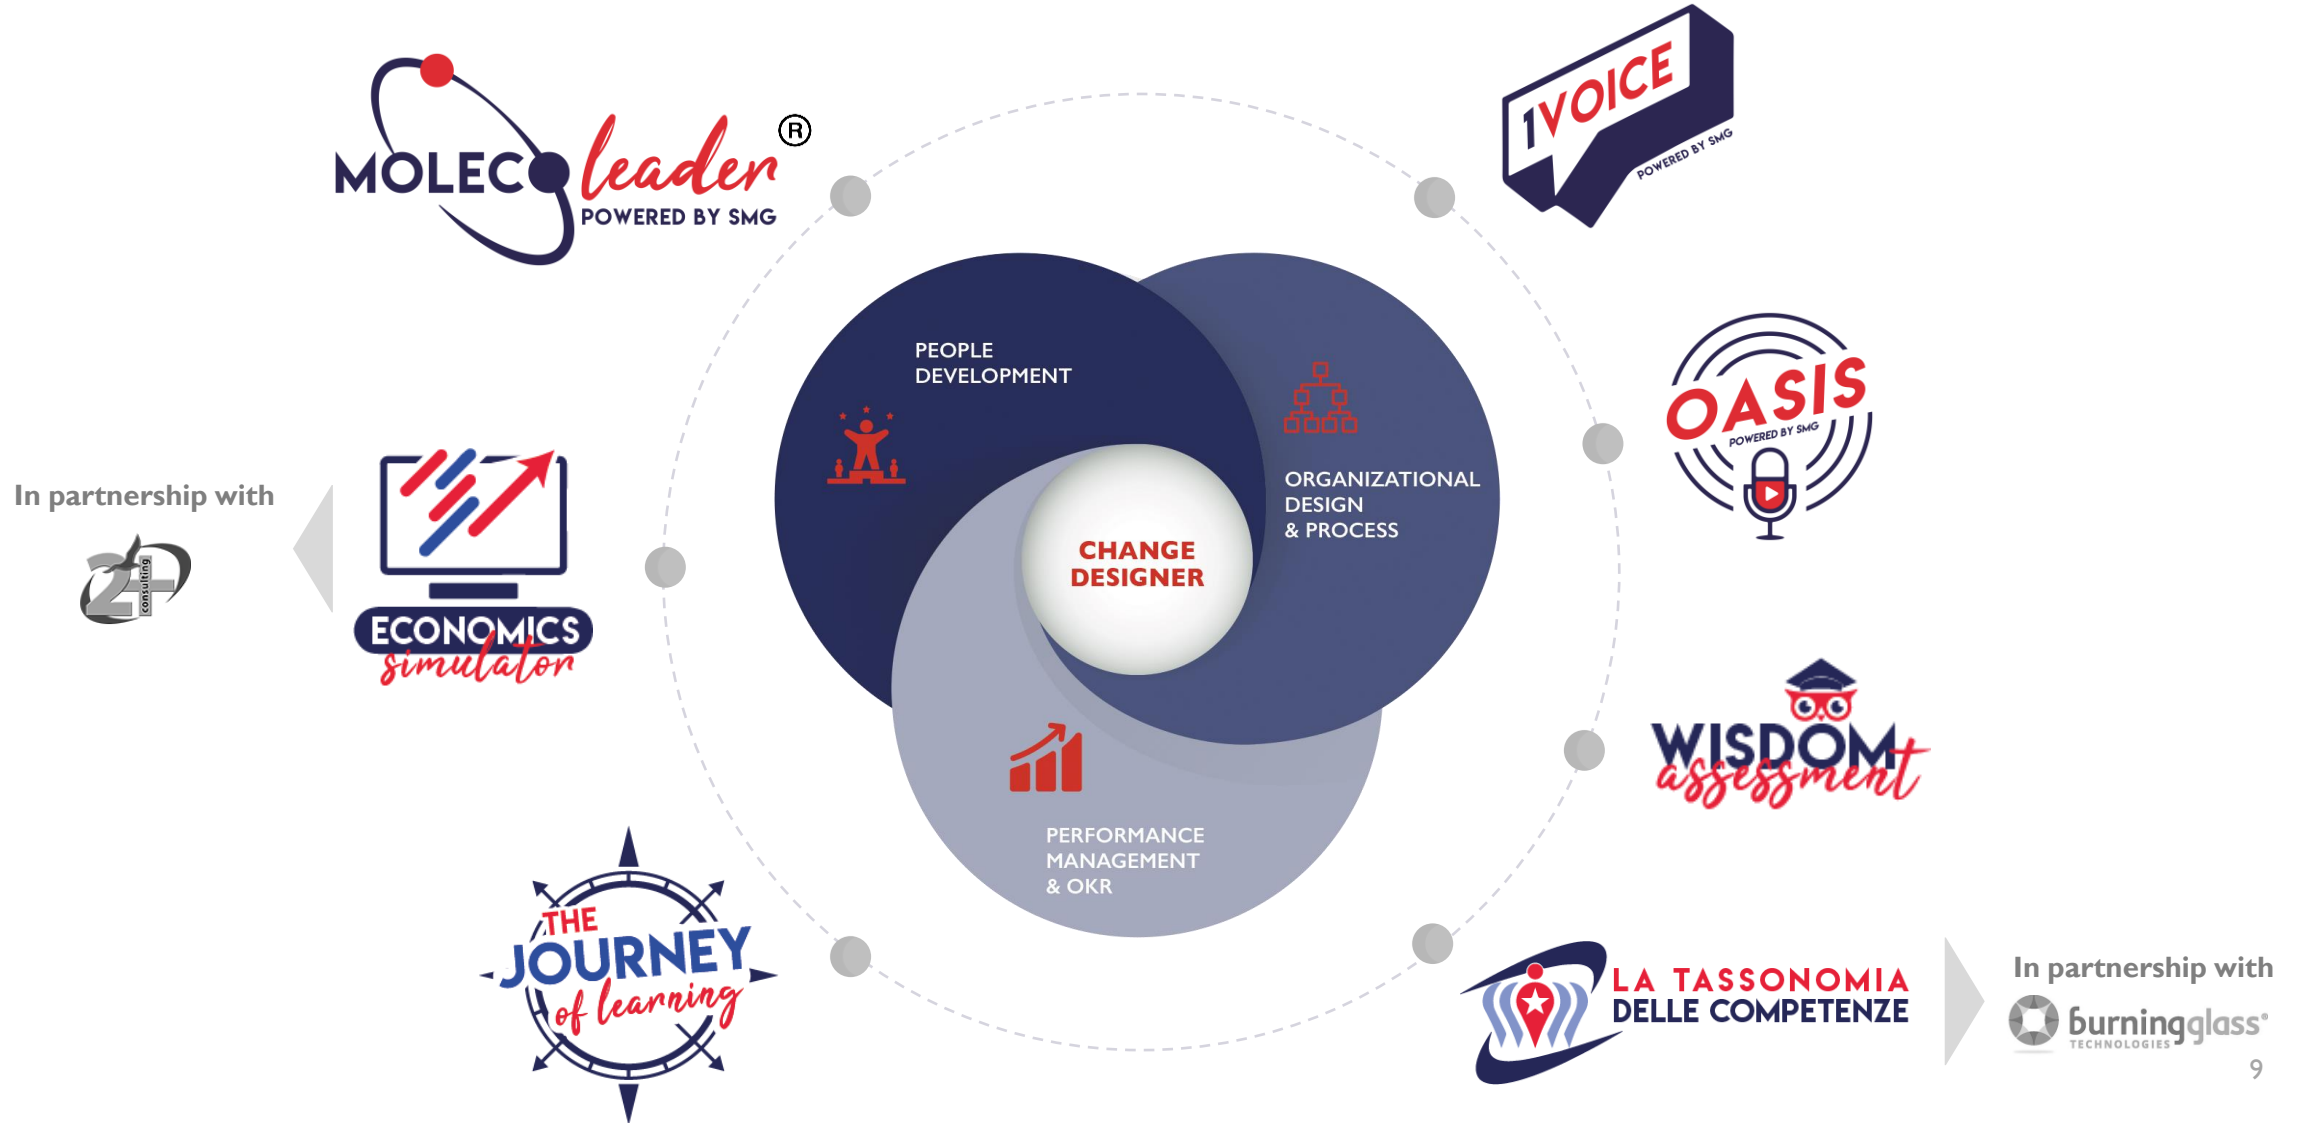 MOLECOleader®
POWERED BY SMG
1VOICE
POWERED BY SMG
PEOPLE
DEVELOPMENT
ORGANIZATIONAL
DESIGN
& PROCESS
CHANGE
DESIGNER
PERFORMANCE
MANAGEMENT
& OKR
OASIS
POWERED BY SMG
In partnership with
2+
consulting
ECONOMICS
simulator
WISDOM
assessment
THE
JOURNEY
of learning
LA TASSONOMIA
DELLE COMPETENZE
In partnership with
burningglass®
TECHNOLOGIES
9